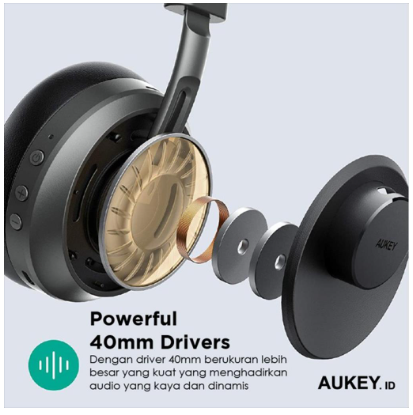 AUKEY
Powerful
40mm Drivers
Dengan driver 40mm berukuran lebih
besar yang kuat yang menghadirkan
audio yang kaya dan dinamis
AUKEY.ID